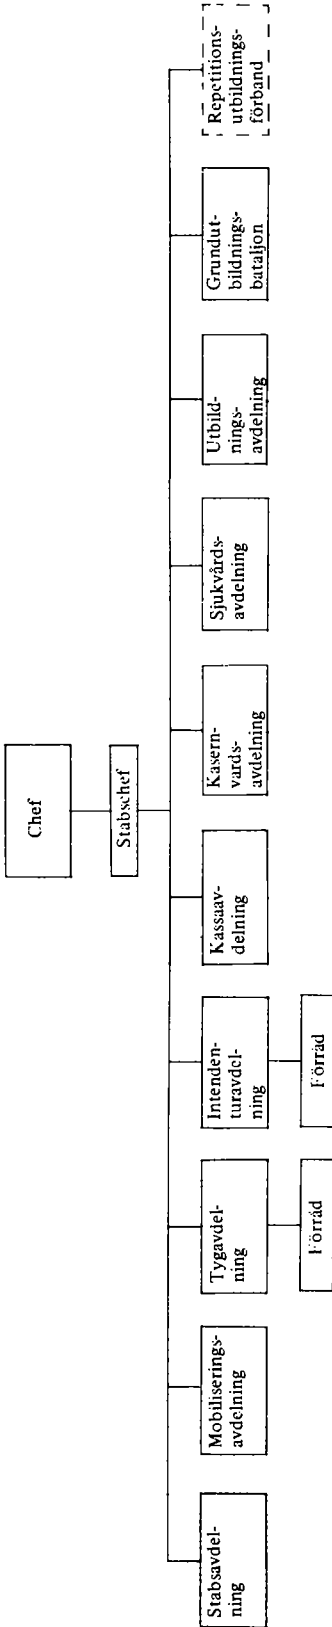 Chef
Stabschef
Stabsavdel-
ning
Mobiliserings-
avdelning
Tygavdel-
ning
Intenden-
turavdel-
ning
Kassaav-
delning
Kasern-
vårds-
avdelning
Sjukvårds-
avdelning
Utbild-
nings-
avdelning
Grundut-
bildnings-
bataljon
Repetitions-
utbildnings-
förband
Förråd
Förråd